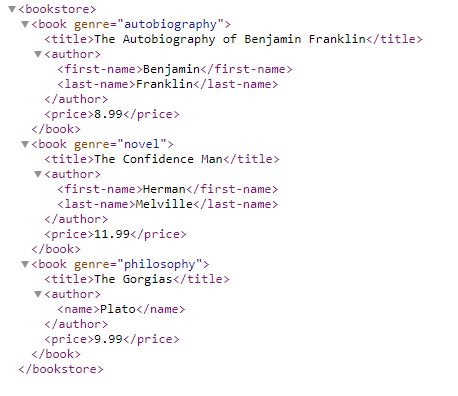 <bookstore>
<book genre="autobiography">
<title>The Autobiography of Benjamin Franklin</title>
<author>
<first-name>Benjamin</first-name>
<last-name>Franklin</last-name>
</author>
<price>8.99</price>
</book>
<book genre="novel">
<title>The Confidence Man</title>
<author>
<first-name>Herman</first-name>
<last-name>Melville</last-name>
</author>
<price>11.99</price>
</book>
<book genre="philosophy">
<title>The Gorgias</title>
<author>
<name>Plato</name>
</author>
<price>9.99</price>
</book>
</bookstore>